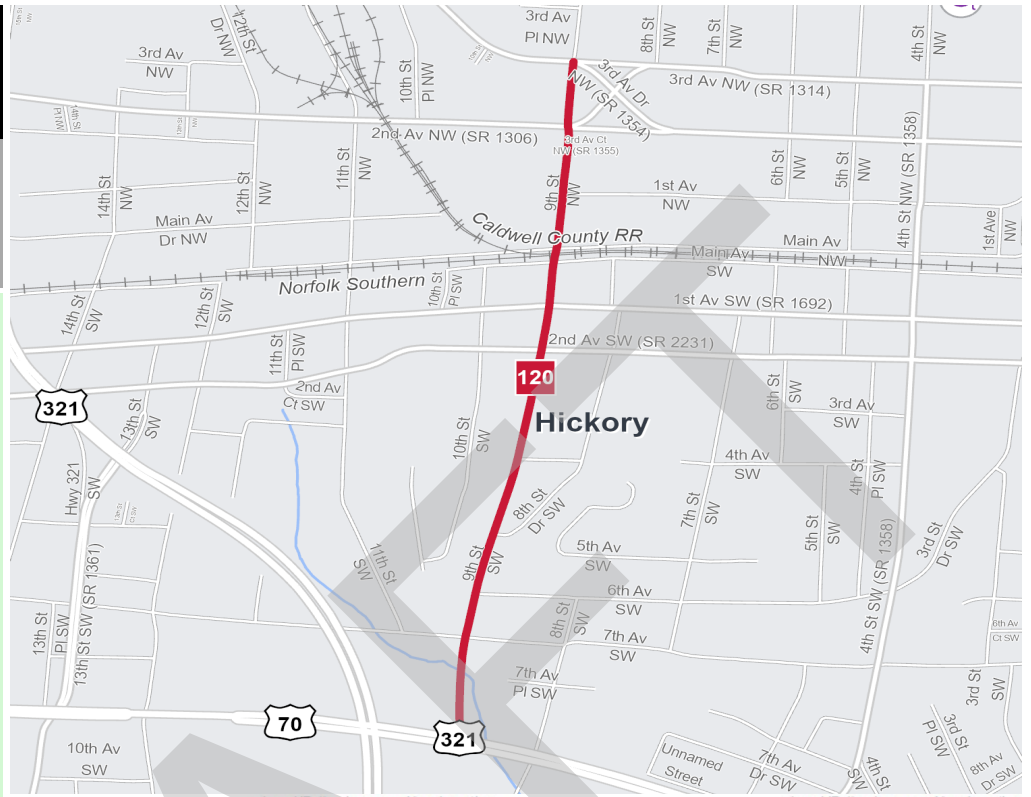 3rd Av
Pl NW
12th St
Dr NW
12th St
8th St
NW
7th St
NW
4th St
NW
3rd Av
NW
10th St
Pl NW
3rd Av Dr
NW (SR 1354)
3rd Av NW (SR 1314)
14th St
Pl NW
2nd Av NW (SR 1306)
3rd Av Ct
NW (SR 1355)
4th St NW (SR 1358)
11th St
NW
6th St
NW
5th St
NW
14th St
NW
12th St
NW
9th St
NW
1st Av
NW
Main Av
Dr NW
Caldwell County RR
Main Av
NW
Main Av
SW
1st Ave
NW
Norfolk Southern
10th St
Pl SW
14th St
SW
12th St
SW
1st Av SW (SR 1692)
11th St
Pl SW
2nd Av SW (SR 2231)
120
2nd Av
Ct SW
6th St
SW
321
13th St
SW
Hickory
3rd Av
SW
10th St
SW
4th Av
SW
4th St
Pl SW
Hwy 321
SW
8th St
Dr SW
7th St
SW
5th St
SW
3rd St
Dr SW
11th St
SW
9th St
SW
5th Av
SW
6th Av
SW
13th St SW (SR 1361)
13th St
Pl SW
8th St
SW
7th Av
SW
4th St SW (SR 1358)
6th Av
Ct SW
7th Av
Pl SW
3rd St
SW
70
321
10th Av
SW
Unnamed
Street
7th Av
Dr SW
4th St
SW
3rd St
Pl SW
8th Av
Dr SW